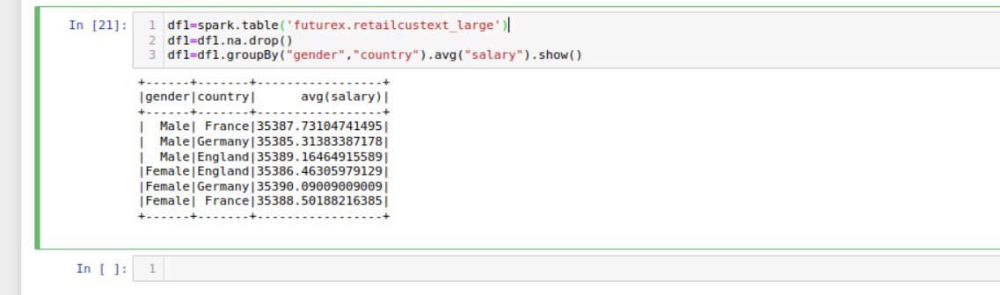 In [21]:
1 df1=spark.table('futurex.retailcustext_large')
2 df1=df1.na.drop()
3 df1=df1.groupBy("gender","country").avg("salary").show()
+------+-------+-----------------+
|gender|country|      avg(salary)|
+------+-------+-----------------+
|  Male| France|35387.73104741495|
|  Male|Germany|35385.31383387178|
|  Male|England|35389.16464915589|
|Female|England|35386.46305979129|
|Female|Germany|35390.09009009009|
|Female| France|35388.50188216385|
+------+-------+-----------------+
In [ ]: 1